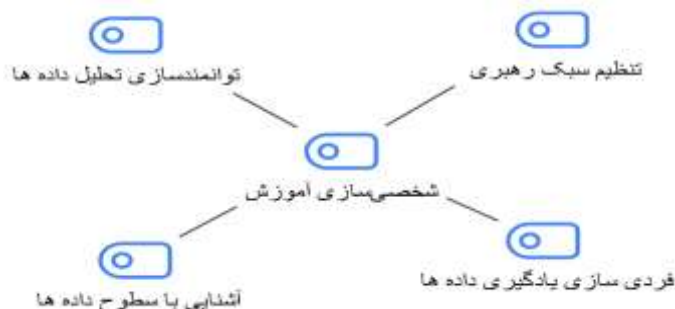 تنظیم سبک رهبری
توانمندسازی تحلیل داده ها
شخصی‌سازی آموزش
فردی سازی یادگیری داده ها
آشنایی با سطوح داده ها